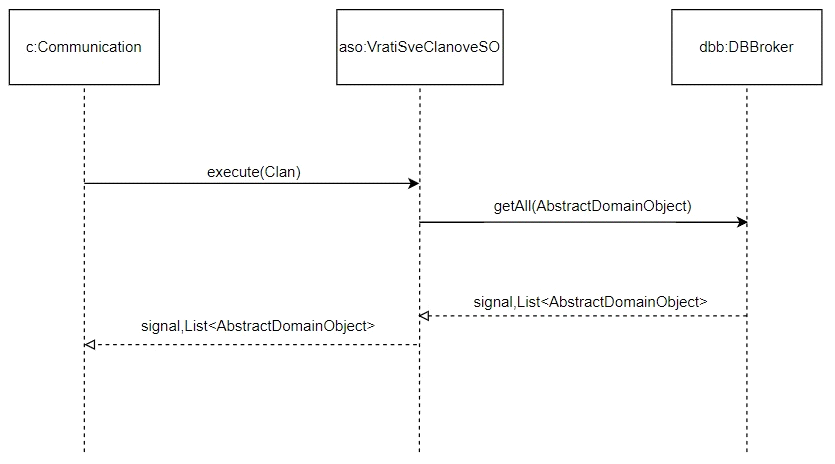 c:Communication
aso:VratiSveClanoveSO
dbb:DBBroker
execute(Clan)
getAll(AbstractDomainObject)
signal,List<AbstractDomainObject>
signal,List<AbstractDomainObject>